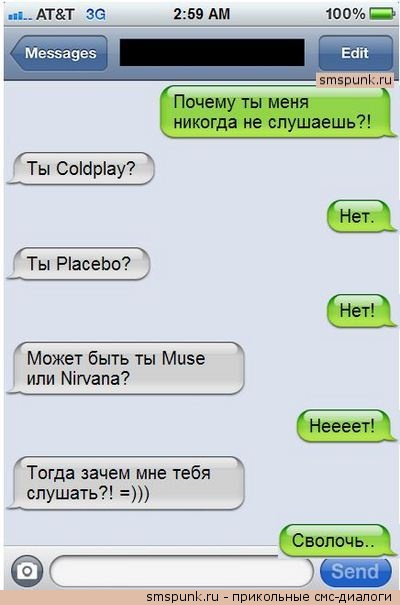 AT&T 3G 2:59 AM 100%
Messages Edit
smspunk.ru
Почему ты меня
никогда не слушаешь?!
Ты Coldplay?
Нет.
Ты Placebo?
Нет!
Может быть ты Muse
или Nirvana?
Неееет!
Тогда зачем мне тебя
слушать?! =)))
Сволочь..
Send
smspunk.ru - прикольные смс-диалоги